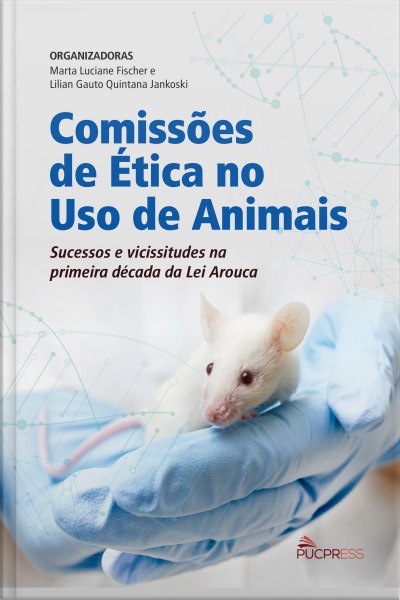 ORGANIZADORAS
Marta Luciane Fischer e
Lilian Gauto Quintana Jankoski
Comissões
de Ética no
Uso de Animais
Sucessos e vicissitudes na
primeira década da Lei Arouca
PUCPRESS